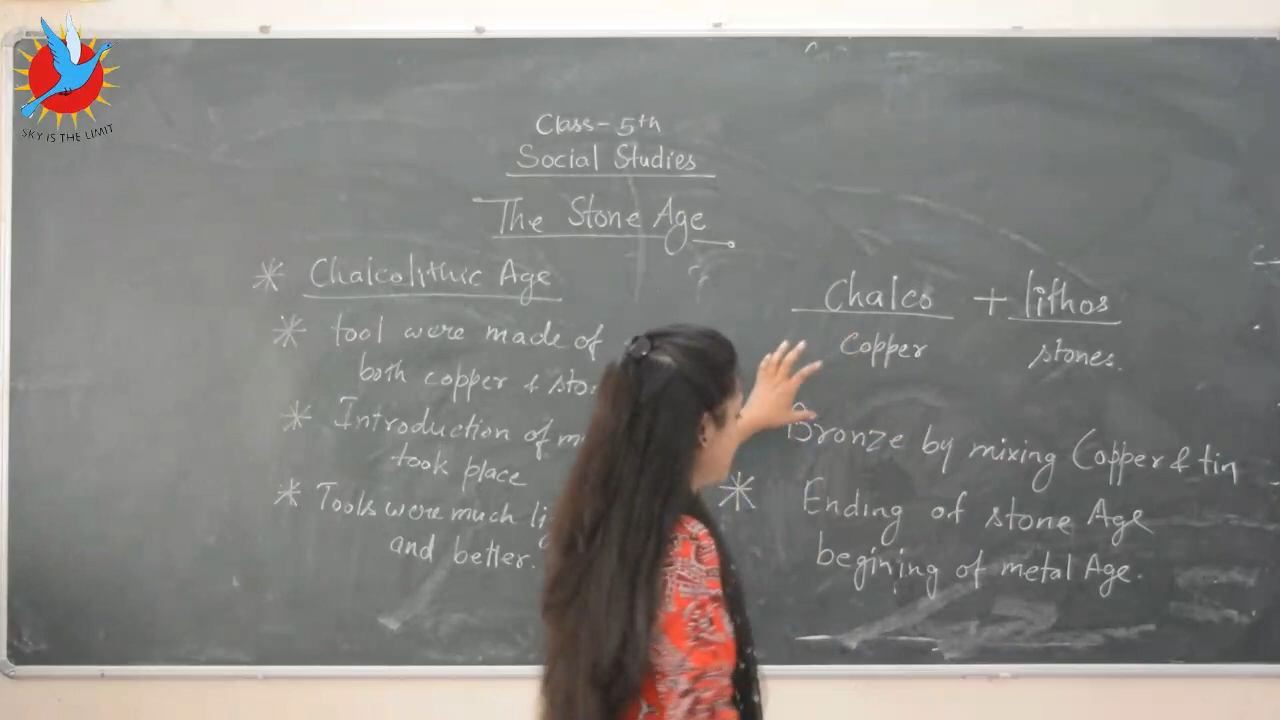 SKY IS THE LIMIT
Class - 5th
Social Studies
The Stone Age
* Chalcolithic Age
* tool were made of
both copper &
* Introduction of
took place
* Tools were much
and better.
Chalco + lithos
Copper stones.
Bronze by mixing Copper & tin
* Ending of stone Age
begining of metal Age.